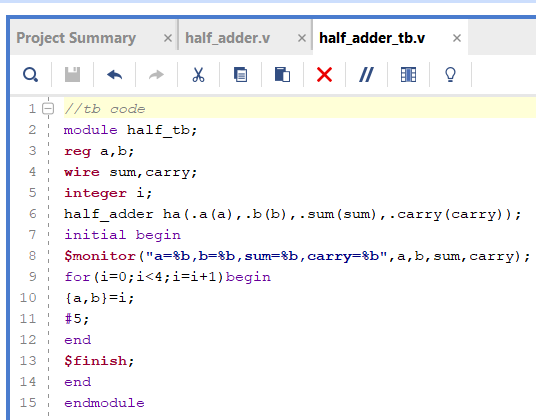 Project Summary × half_adder.v × half_adder_tb.v ×
1 //tb code
2 module half_tb;
3 reg a,b;
4 wire sum,carry;
5 integer i;
6 half_adder ha(.a(a),.b(b),.sum(sum),.carry(carry));
7 initial begin
8 $monitor("a=%b,b=%b,sum=%b,carry=%b",a,b,sum,carry);
9 for(i=0;i<4;i=i+1)begin
10 {a,b}=i;
11 #5;
12 end
13 $finish;
14 end
15 endmodule